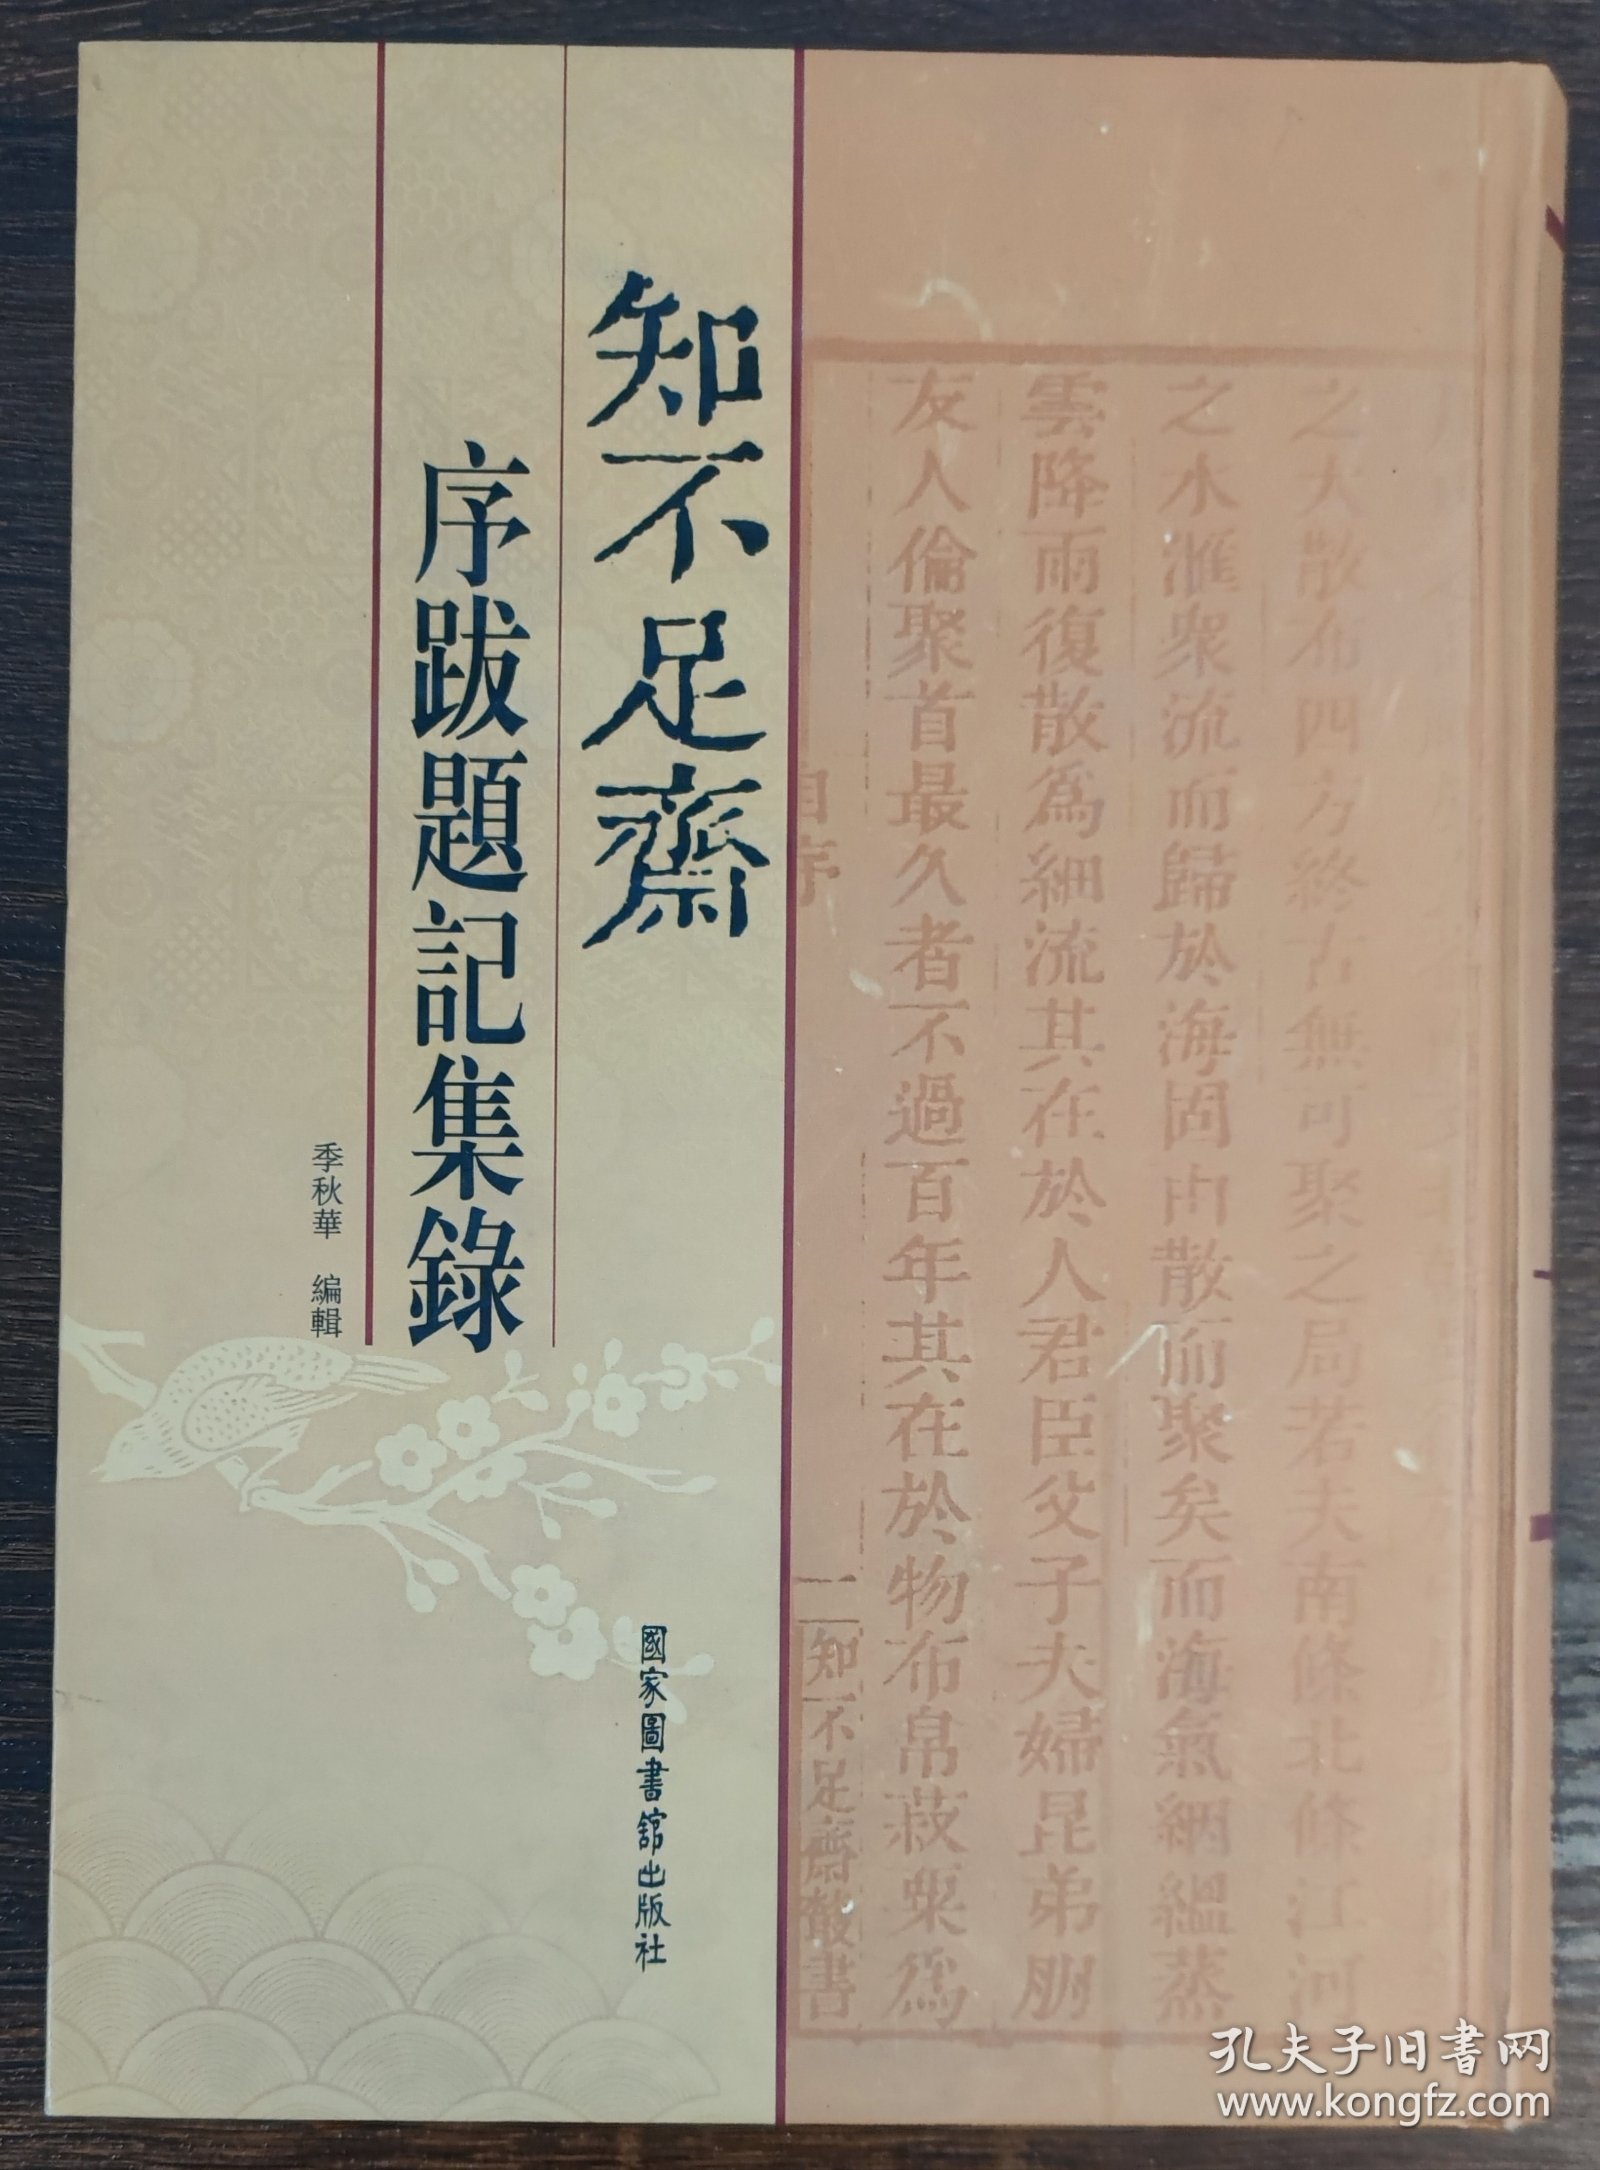 知不足齋
序跋題記集錄
季秋華 編輯
國家圖書館出版社
之大散布四方終古無可聚之局若夫南條北條江河
之水滙衆流而歸於海固由散而聚矣而海氣絪縕蒸
雲降雨復散爲細流其在於人君臣父子夫婦昆弟朋
友人倫聚首最久者不過百年其在於物布帛菽粟爲
自序
二
知不足齋叢書
孔夫子旧书网
www.kongfz.com